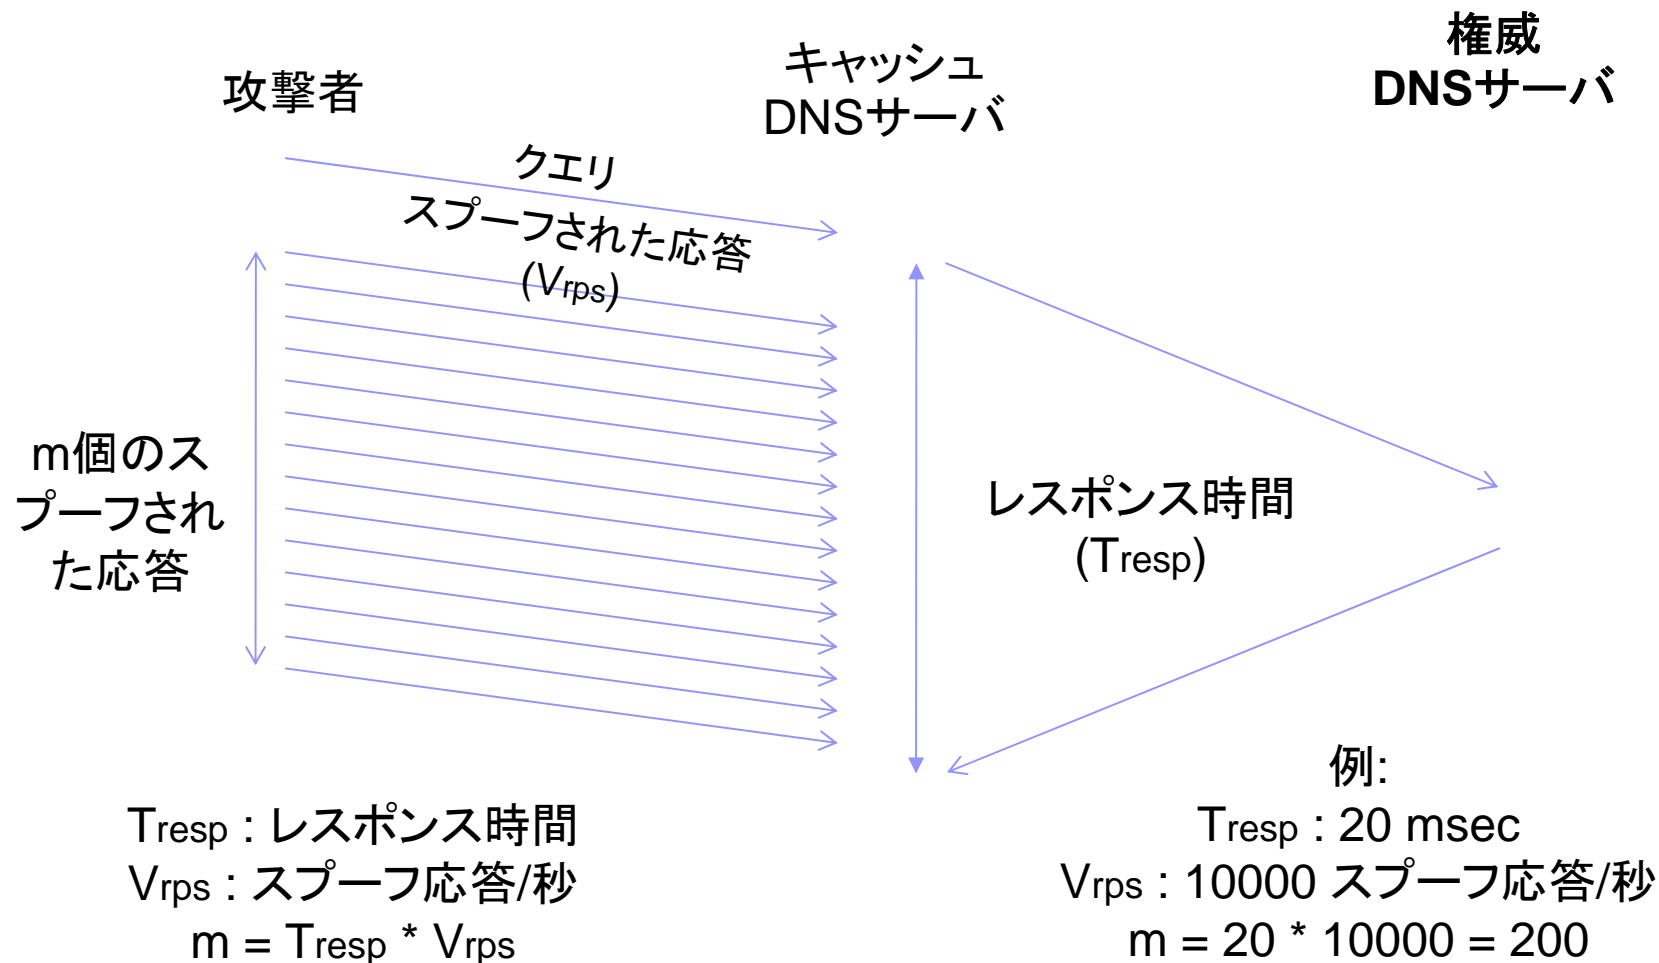 攻撃者
キャッシュ
DNSサーバ
権威
DNSサーバ
クエリ
スプーフされた応答
(Vrps)
m個のス
プーフされ
た応答
レスポンス時間
(Tresp)
Tresp : レスポンス時間
Vrps : スプーフ応答/秒
m = Tresp * Vrps
例:
Tresp : 20 msec
Vrps : 10000 スプーフ応答/秒
m = 20 * 10000 = 200